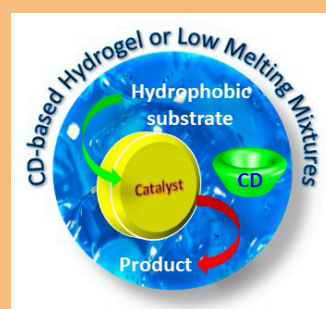 CD-based Hydrogel or Low Melting Mixtures
Hydrophobic
substrate
CD
Catalyst
Product